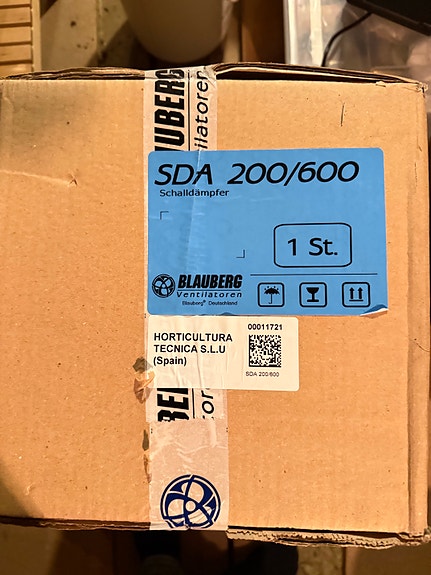 BLAUBERG
Ventilatoren
SDA 200/600
Schalldämpfer
1 St.
BLAUBERG
Ventilatoren
Blauberg® Deutschland
00011721
HORTICULTURA
TECNICA S.L.U
(Spain)
SDA 200/600